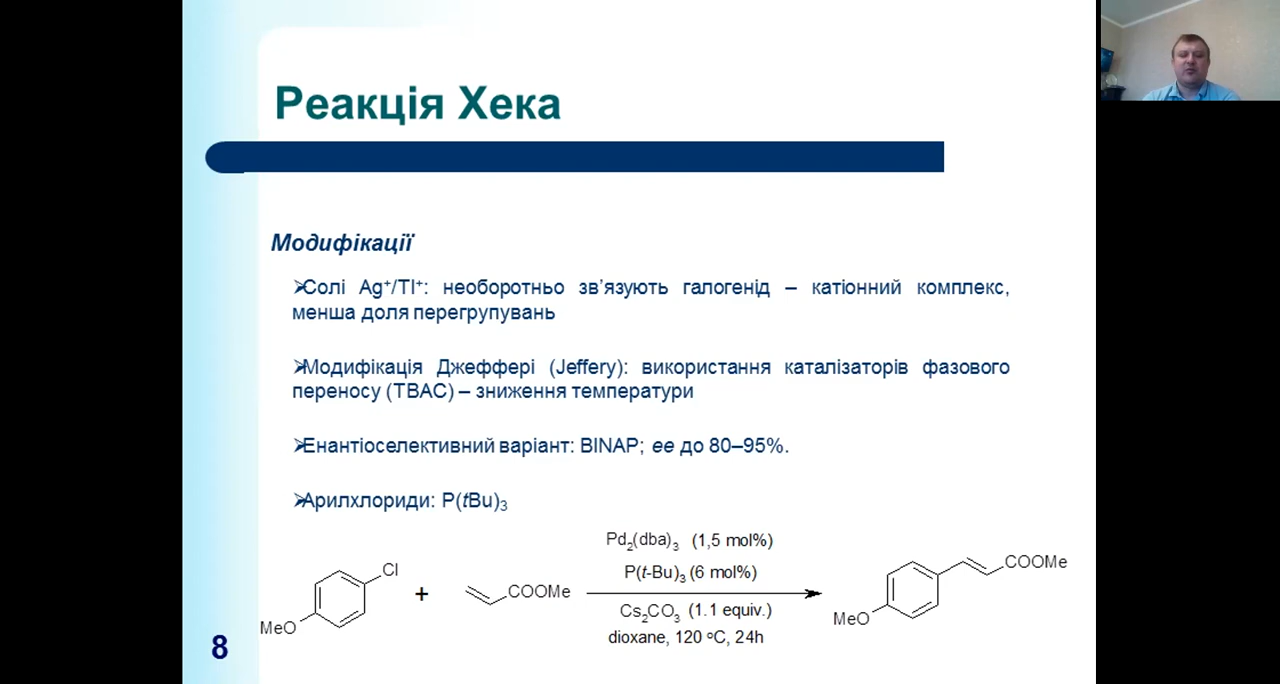 Реакція Хека
Модифікації
➢Солі Ag⁺/Tl⁺: необоротньо зв’язують галогенід – катіонний комплекс,
менша доля перегрупувань
➢Модифікація Джеффері (Jeffery): використання каталізаторів фазового
переносу (TBAC) – зниження температури
➢Енантіоселективний варіант: BINAP; ee до 80–95%.
➢Арилхлориди: P(tBu)₃
Pd₂(dba)₃ (1,5 mol%)
P(t-Bu)₃ (6 mol%)
Cs₂CO₃ (1.1 equiv.)
dioxane, 120 ºC, 24h
Cl
MeO
+
COOMe
COOMe
MeO
8